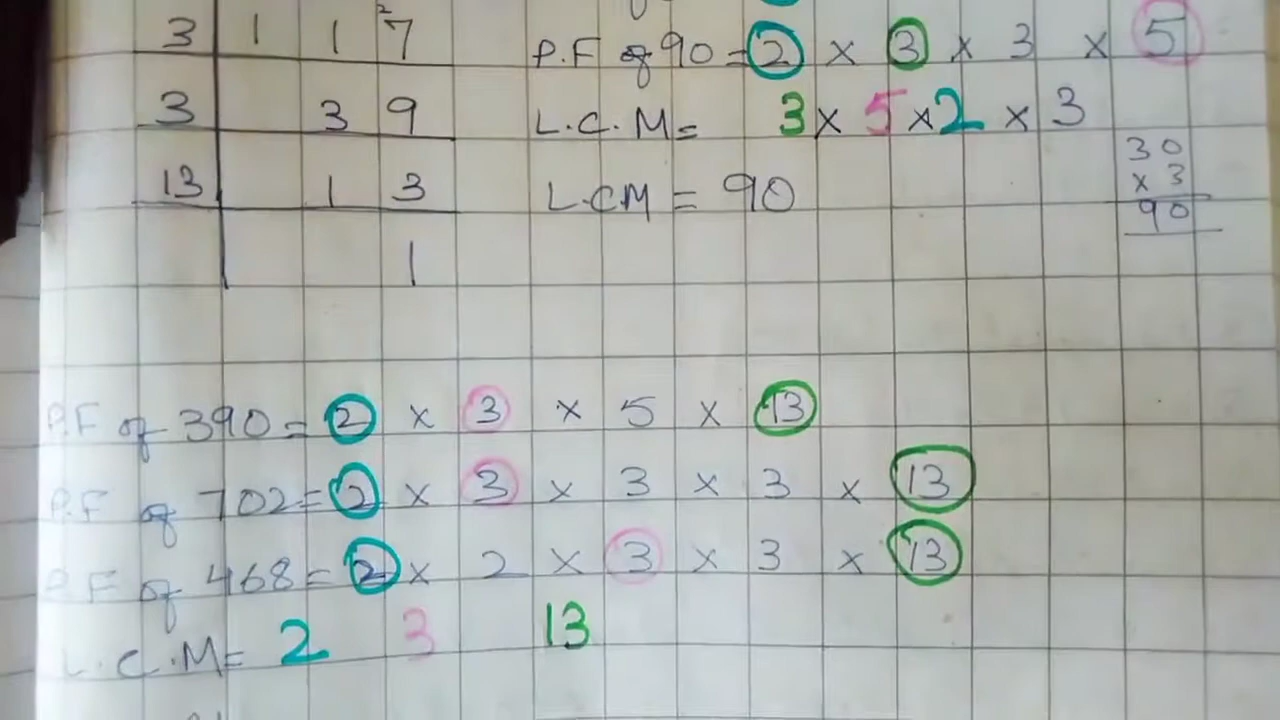 3 | 1 1 ²7
3 | 3 9
13 | 1 3
1
P.F of 90 = 2 × 3 × 3 × 5
L.C.M= 3 × 5 × 2 × 3
LCM = 90
30
× 3
90
P.F of 390 = 2 × 3 × 5 × 13
P.F of 702 = 2 × 3 × 3 × 3 × 13
P.F of 468 = 2 × 2 × 3 × 3 × 13
L.C.M= 2 3 13